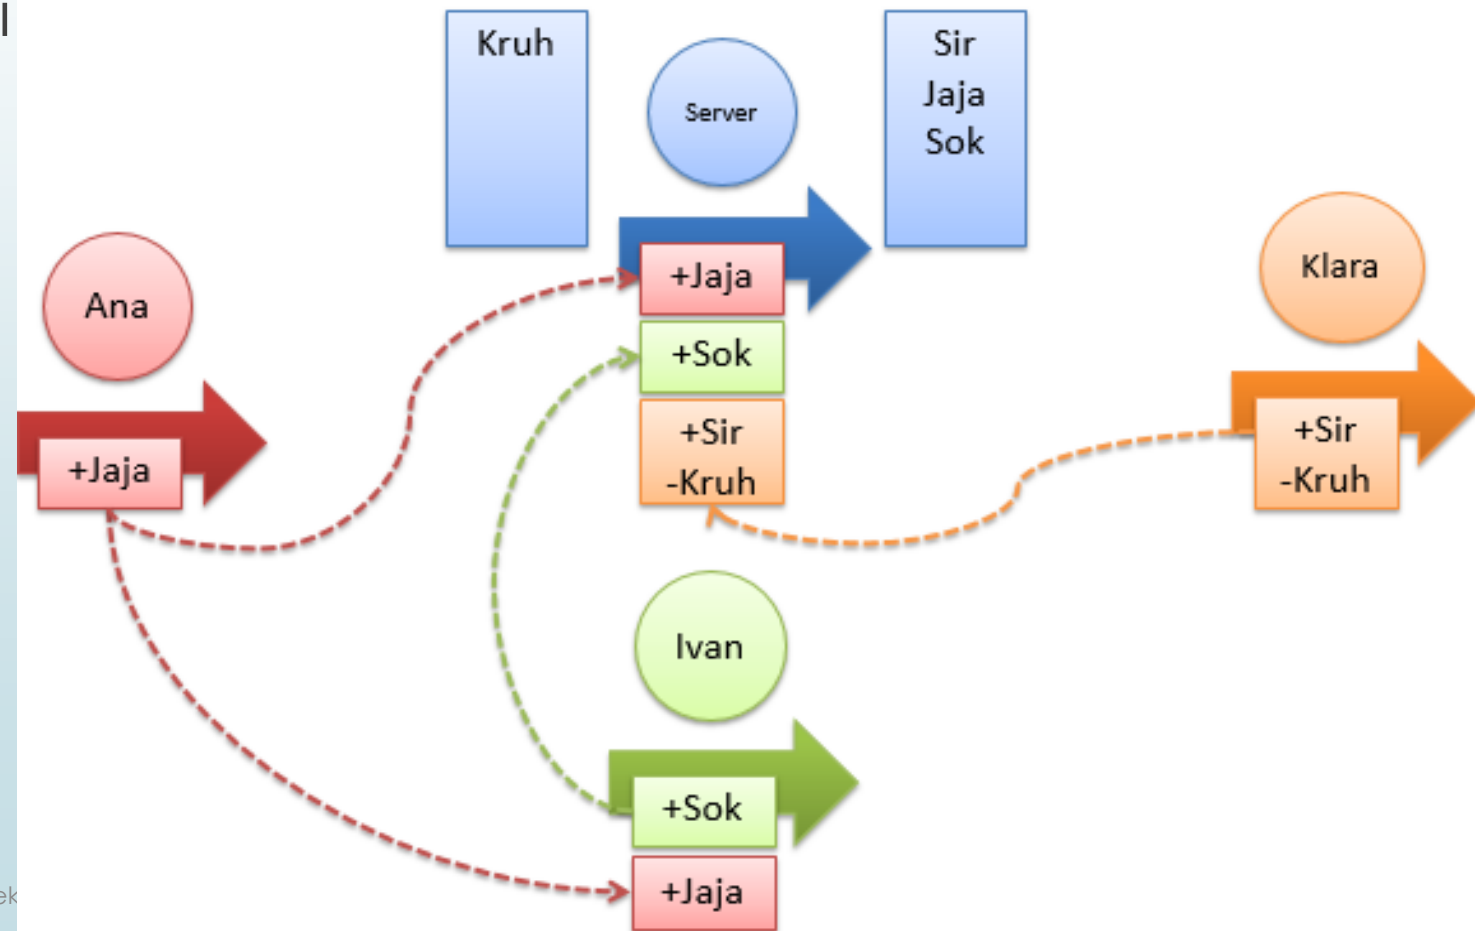 Kruh
Server
Sir
Jaja
Sok
Ana
+Jaja
+Jaja
+Sok
+Sir
-Kruh
Klara
+Sir
-Kruh
Ivan
+Sok
+Jaja